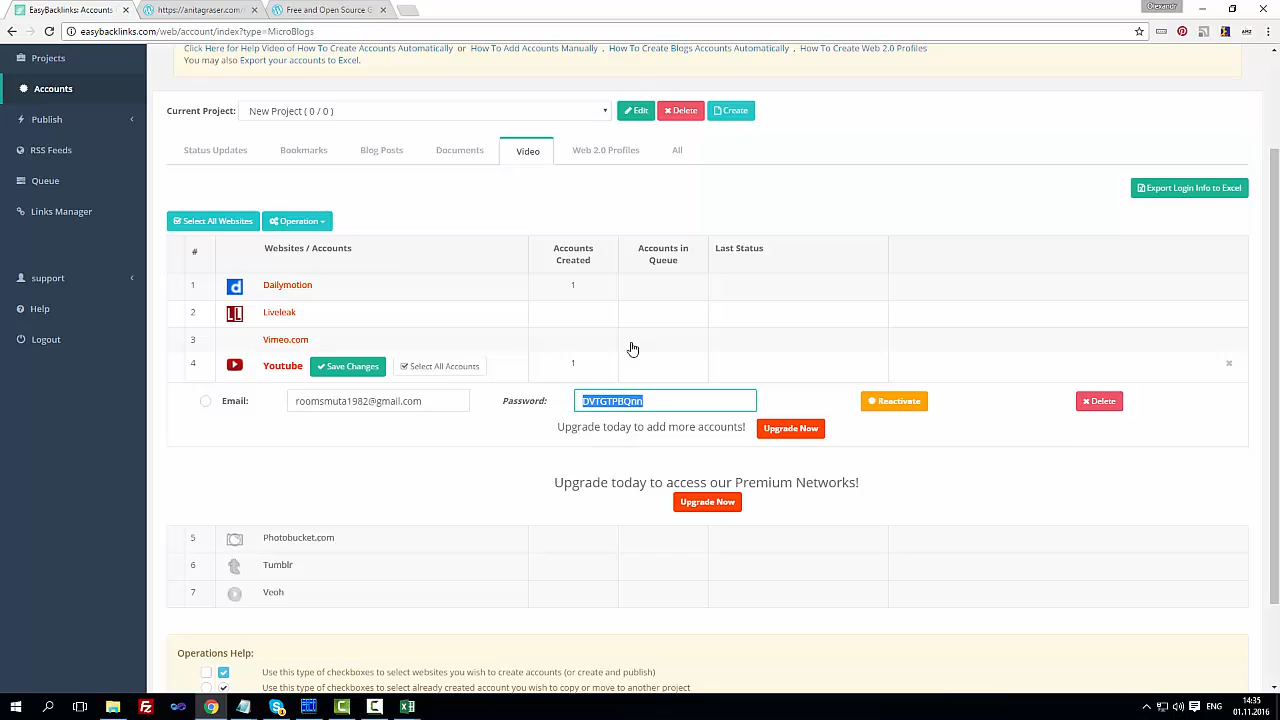 EasyBacklinks: Accounts
https://anitagraser.com/
Free and Open Source G
Olexandr
easybacklinks.com/web/account/index?type=MicroBlogs
Click Here for Help Video of How To Create Accounts Automatically or How To Add Accounts Manually , How To Create Blogs Accounts Automatically , How To Create Web 2.0 Profiles
You may also Export your accounts to Excel.
Projects
Accounts
Publish
RSS Feeds
Queue
Links Manager
support
Help
Logout
Current Project: New Project ( 0 / 0 ) Edit Delete Create
Status Updates Bookmarks Blog Posts Documents Video Web 2.0 Profiles All
Export Login Info to Excel
Select All Websites Operation
# Websites / Accounts Accounts Created Accounts in Queue Last Status
1 Dailymotion 1
2 Liveleak
3 Vimeo.com
4 Youtube Save Changes Select All Accounts 1
Email: roomsmuta1982@gmail.com Password: DVTGTPBQnn Reactivate Delete
Upgrade today to add more accounts! Upgrade Now
Upgrade today to access our Premium Networks!
Upgrade Now
5 Photobucket.com
6 Tumblr
7 Veoh
Operations Help:
Use this type of checkboxes to select websites you wish to create accounts (or create and publish)
Use this type of checkboxes to select already created account you wish to copy or move to another project
ENG
14:35
01.11.2016